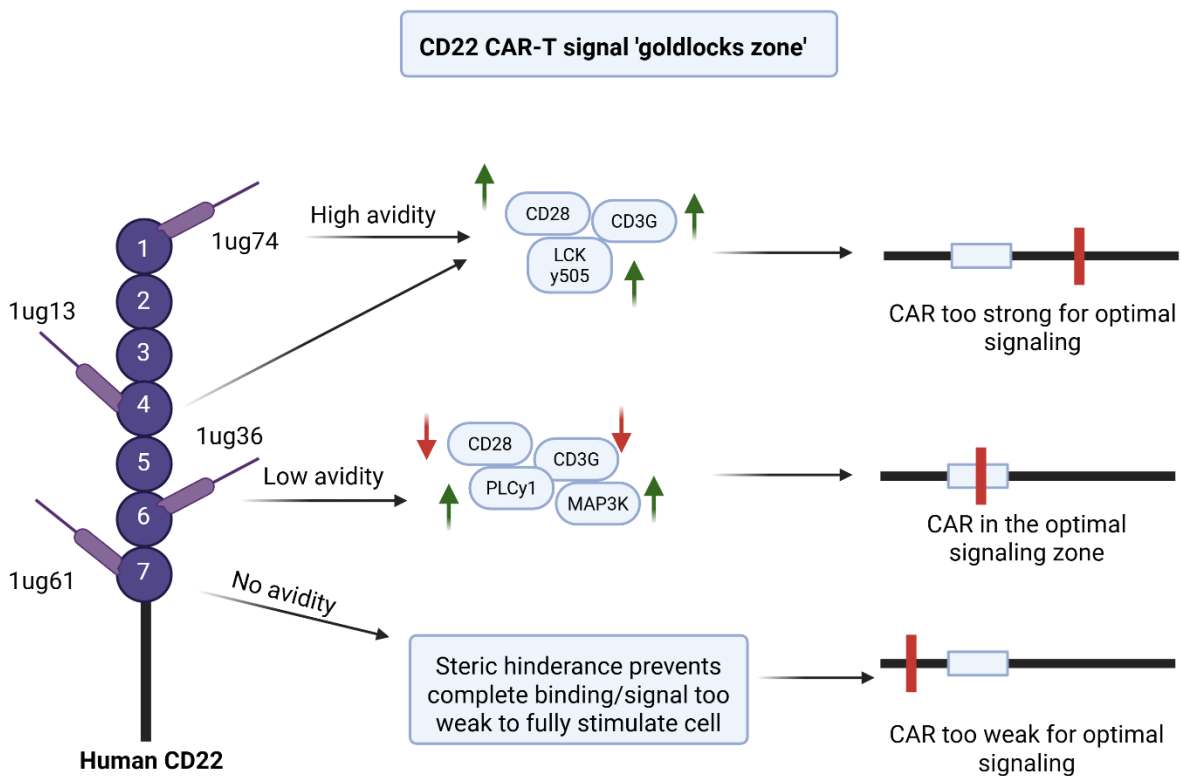 CD22 CAR-T signal 'goldlocks zone'
1
1ug74
High avidity
CD28
CD3G
LCK
y505
CAR too strong for optimal
signaling
2
1ug13
3
4
5
1ug36
Low avidity
CD28
CD3G
PLCy1
MAP3K
CAR in the optimal
signaling zone
6
7
1ug61
No avidity
Steric hinderance prevents
complete binding/signal too
weak to fully stimulate cell
CAR too weak for optimal
signaling
Human CD22